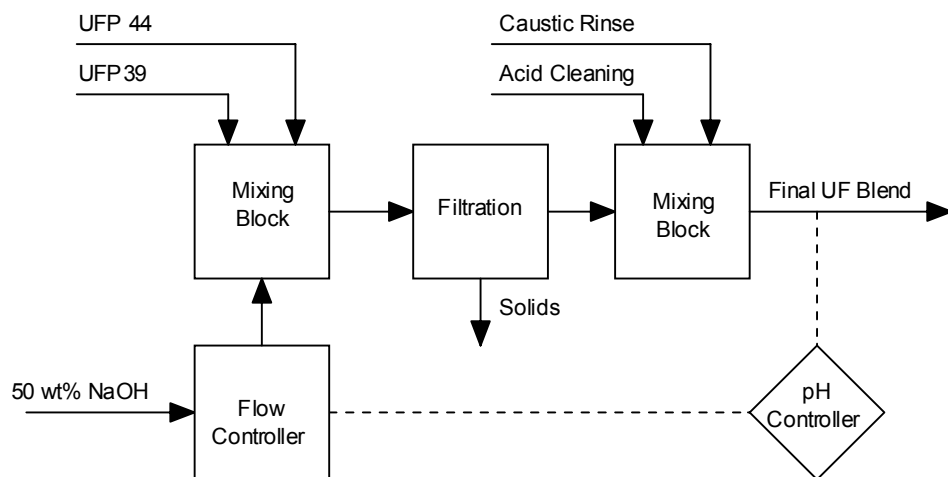 UFP 44
UFP39
Caustic Rinse
Acid Cleaning
Mixing
Block
Filtration
Mixing
Block
Final UF Blend
Solids
50 wt% NaOH
Flow
Controller
pH
Controller